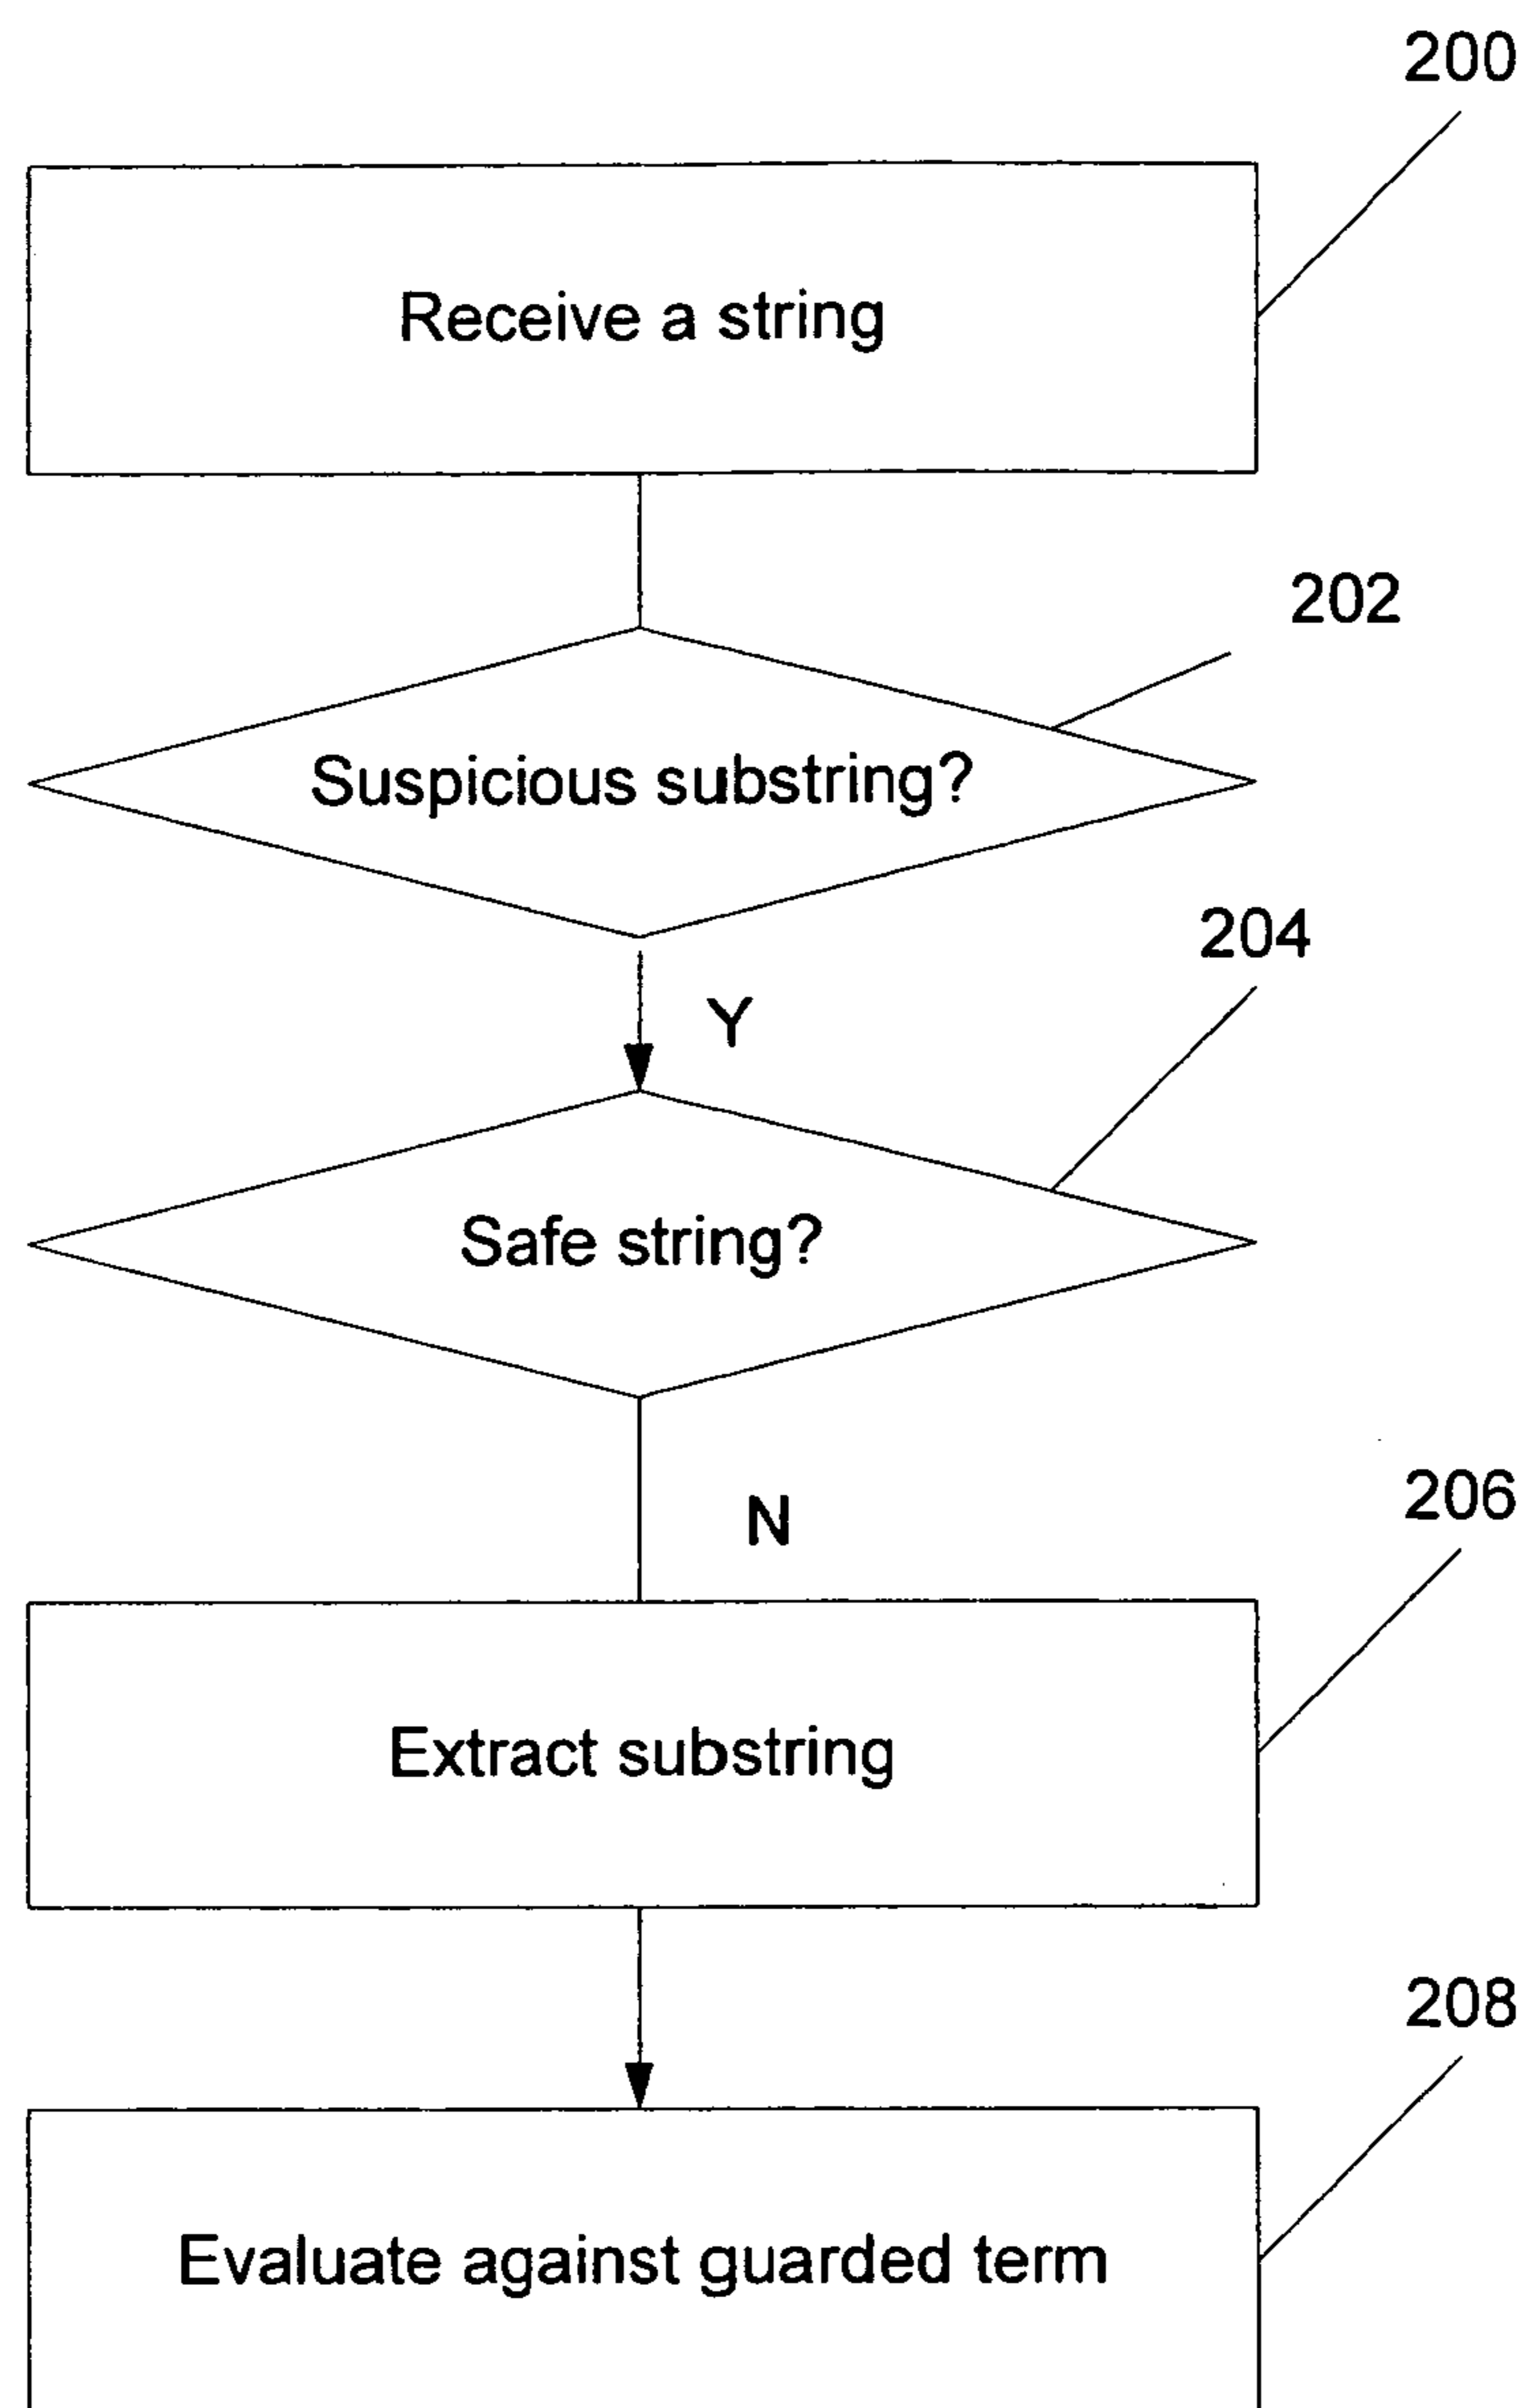 200
Receive a string
202
Suspicious substring?
204
Y
Safe string?
206
N
Extract substring
208
Evaluate against guarded term